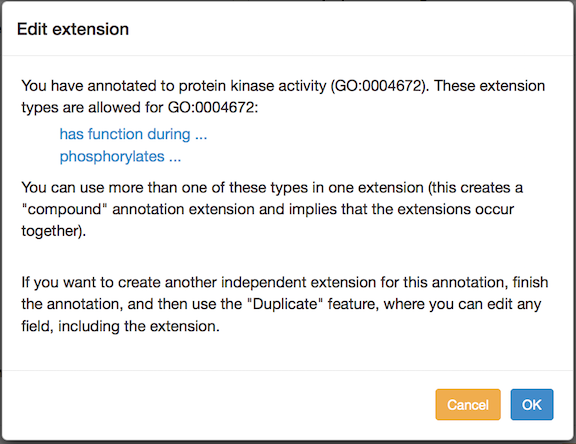 Edit extension
You have annotated to protein kinase activity (GO:0004672). These extension
types are allowed for GO:0004672:
has function during ...
phosphorylates ...
You can use more than one of these types in one extension (this creates a
"compound" annotation extension and implies that the extensions occur
together).
If you want to create another independent extension for this annotation, finish
the annotation, and then use the "Duplicate" feature, where you can edit any
field, including the extension.
Cancel OK